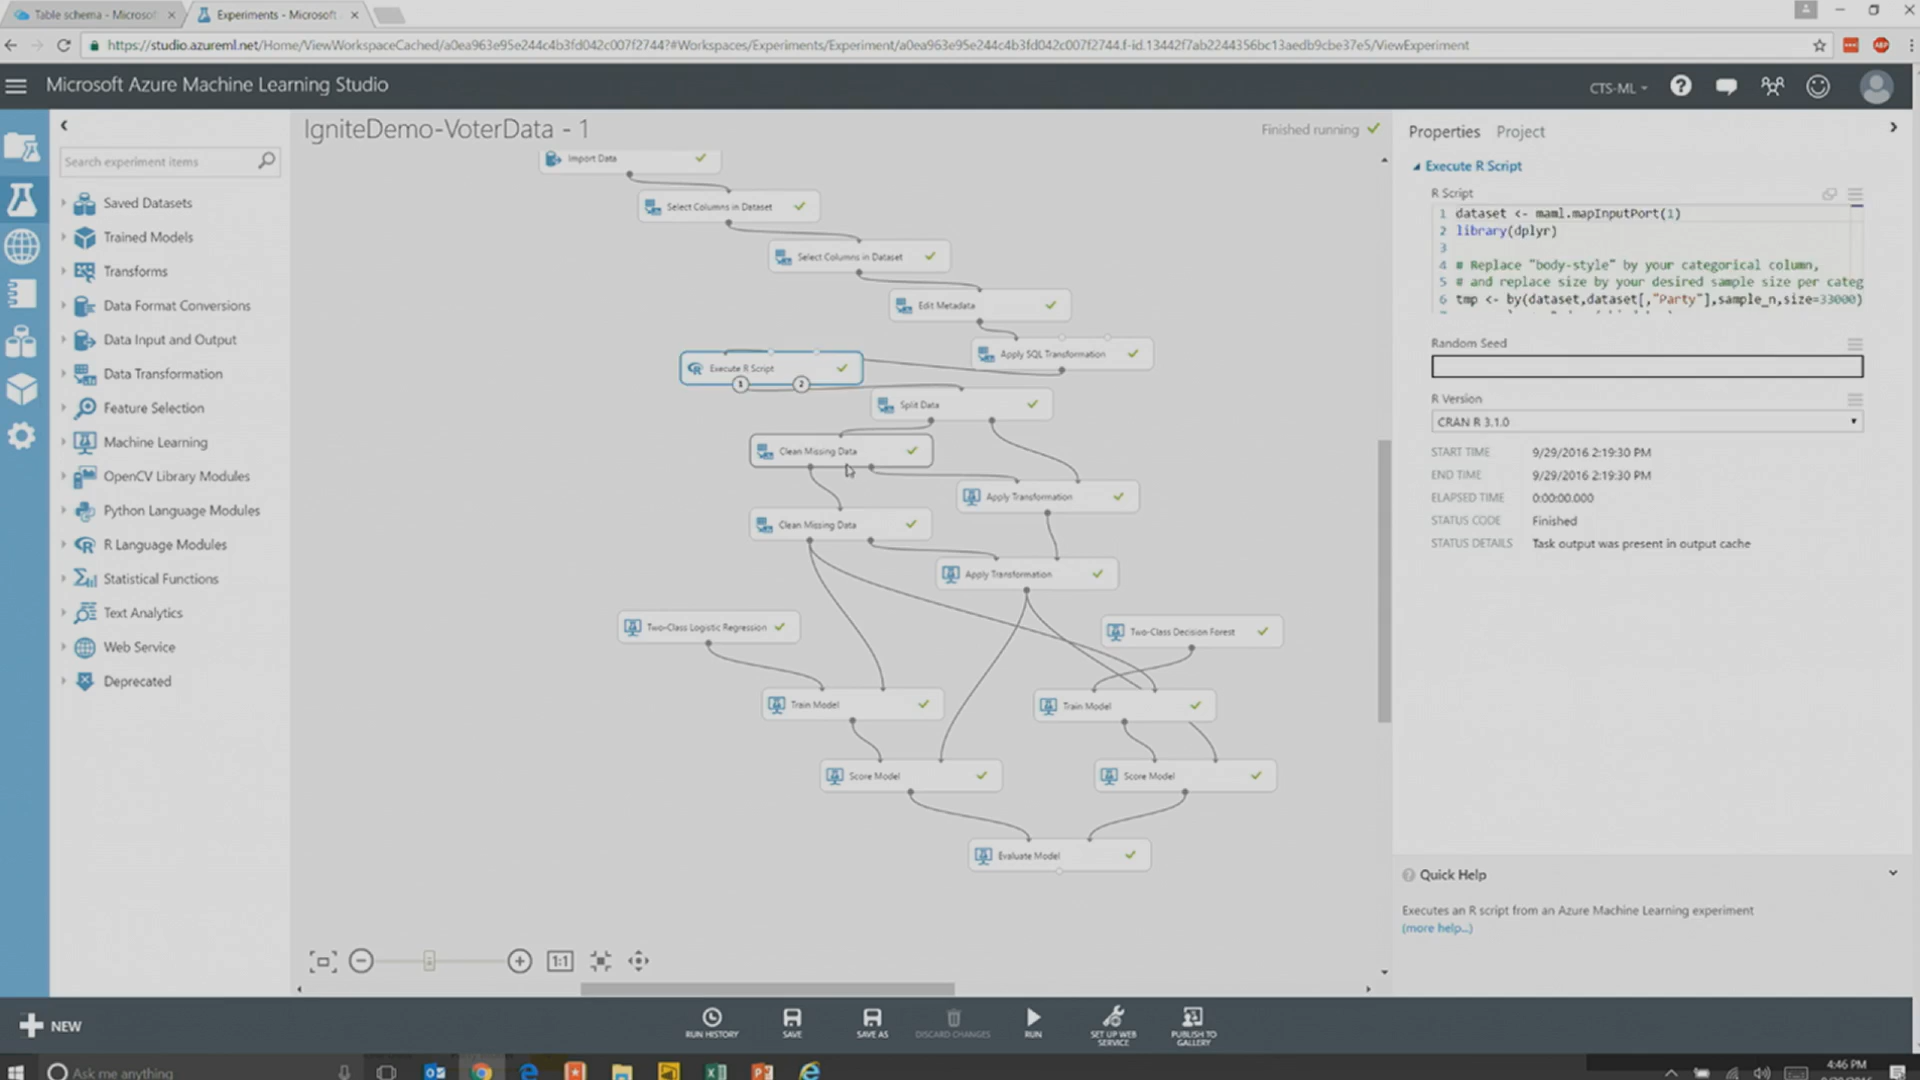 Table schema - Microsof
Experiments - Microsoft
https://studio.azureml.net/Home/ViewWorkspaceCached/a0ea963e95e244c4b3fd042c007f2744?#Workspaces/Experiments/Experiment/a0ea963e95e244c4b3fd042c007f2744.f-id.13442f7ab2244356bc13aedb9cbe37e5/ViewExperiment
ABP
Microsoft Azure Machine Learning Studio
CTS-ML
Search experiment items
Saved Datasets
Trained Models
Transforms
Data Format Conversions
Data Input and Output
Data Transformation
Feature Selection
Machine Learning
OpenCV Library Modules
Python Language Modules
R Language Modules
Statistical Functions
Text Analytics
Web Service
Deprecated
IgniteDemo-VoterData - 1
Finished running
Import Data
Select Columns in Dataset
Select Columns in Dataset
Edit Metadata
Apply SQL Transformation
Execute R Script
1 2
Split Data
Clean Missing Data
Apply Transformation
Clean Missing Data
Apply Transformation
Two-Class Logistic Regression
Two-Class Decision Forest
Train Model
Train Model
Score Model
Score Model
Evaluate Model
1:1
Properties Project
Execute R Script
R Script
1 dataset <- maml.mapInputPort(1)
2 library(dplyr)
3
4 # Replace "body-style" by your categorical column,
5 # and replace size by your desired sample size per categ
6 tmp <- by(dataset,dataset[,"Party"],sample_n,size=33000)
Random Seed
R Version
CRAN R 3.1.0
START TIME 9/29/2016 2:19:30 PM
END TIME 9/29/2016 2:19:30 PM
ELAPSED TIME 0:00:00.000
STATUS CODE Finished
STATUS DETAILS Task output was present in output cache
Quick Help
Executes an R script from an Azure Machine Learning experiment
(more help...)
NEW
RUN HISTORY
SAVE
SAVE AS
DISCARD CHANGES
RUN
SET UP WEB SERVICE
PUBLISH TO GALLERY
Ask me anything
4:46 PM